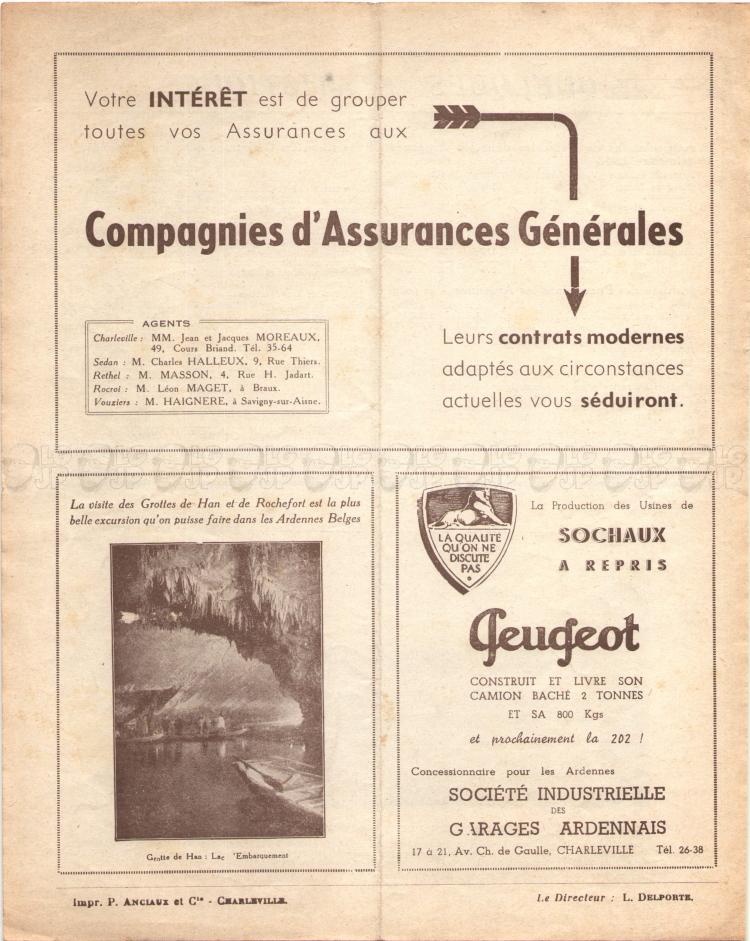 Votre INTÉRÊT est de grouper
toutes vos Assurances aux
Compagnies d'Assurances Générales
AGENTS
Charleville : MM. Jean et Jacques MOREAUX,
49, Cours Briand. Tél. 35-64
Sedan : M. Charles HALLEUX, 9, Rue Thiers.
Rethel : M. MASSON, 4, Rue H. Jadart.
Rocroi : M. Léon MAGET, à Braux.
Vouziers : M. HAIGNERE, à Savigny-sur-Aisne.
Leurs contrats modernes
adaptés aux circonstances
actuelles vous séduiront.
La visite des Grottes de Han et de Rochefort est la plus
belle excursion qu'on puisse faire dans les Ardennes Belges
Grotte de Han : Lac 'Embarquement
LA QUALITÉ
QU'ON NE
DISCUTE
PAS
La Production des Usines de
SOCHAUX
A REPRIS
Peugeot
CONSTRUIT ET LIVRE SON
CAMION BACHÉ 2 TONNES
ET SA 800 Kgs
et prochainement la 202 !
Concessionnaire pour les Ardennes
SOCIÉTÉ INDUSTRIELLE
DES
GARAGES ARDENNAIS
17 à 21, Av. Ch. de Gaulle, CHARLEVILLE Tél. 26-38
Impr. P. ANCIAUX et Cie - CHARLEVILLE.
Le Directeur : L. DELPORTE.